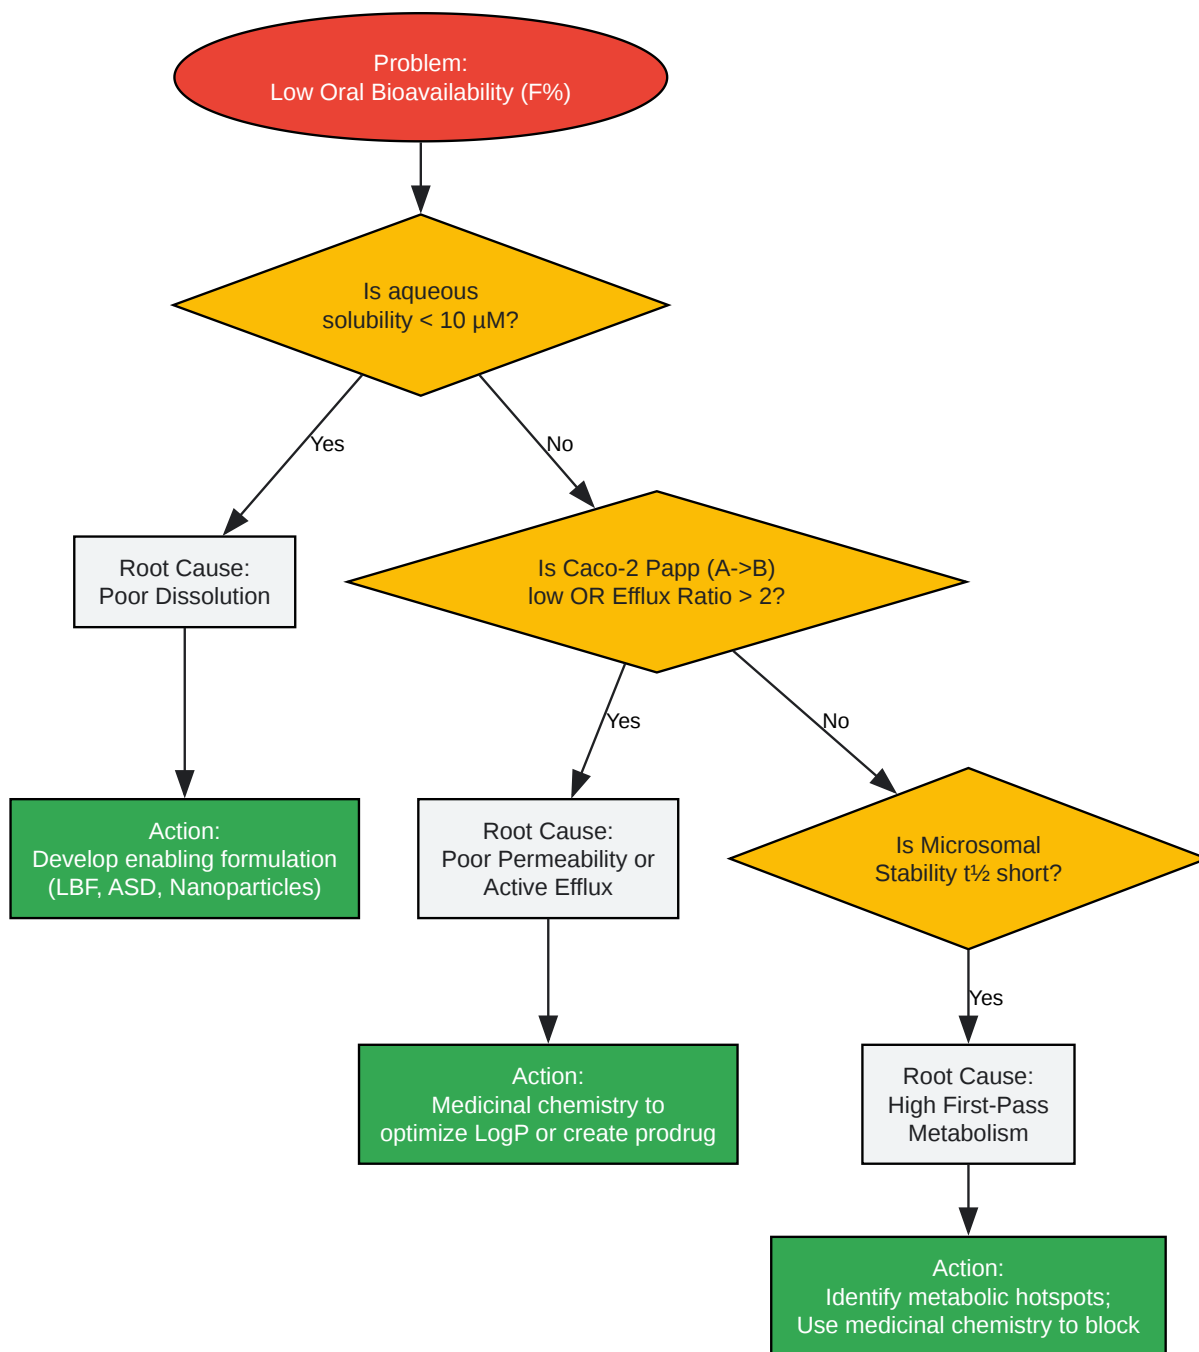 Problem:
Low Oral Bioavailability (F%)
Is aqueous
solubility < 10 µM?
Yes
No
Root Cause:
Poor Dissolution
Is Caco-2 Papp (A->B)
low OR Efflux Ratio > 2?
Yes
No
Action:
Develop enabling formulation
(LBF, ASD, Nanoparticles)
Root Cause:
Poor Permeability or
Active Efflux
Is Microsomal
Stability t½ short?
Yes
Action:
Medicinal chemistry to
optimize LogP or create prodrug
Root Cause:
High First-Pass
Metabolism
Action:
Identify metabolic hotspots;
Use medicinal chemistry to block